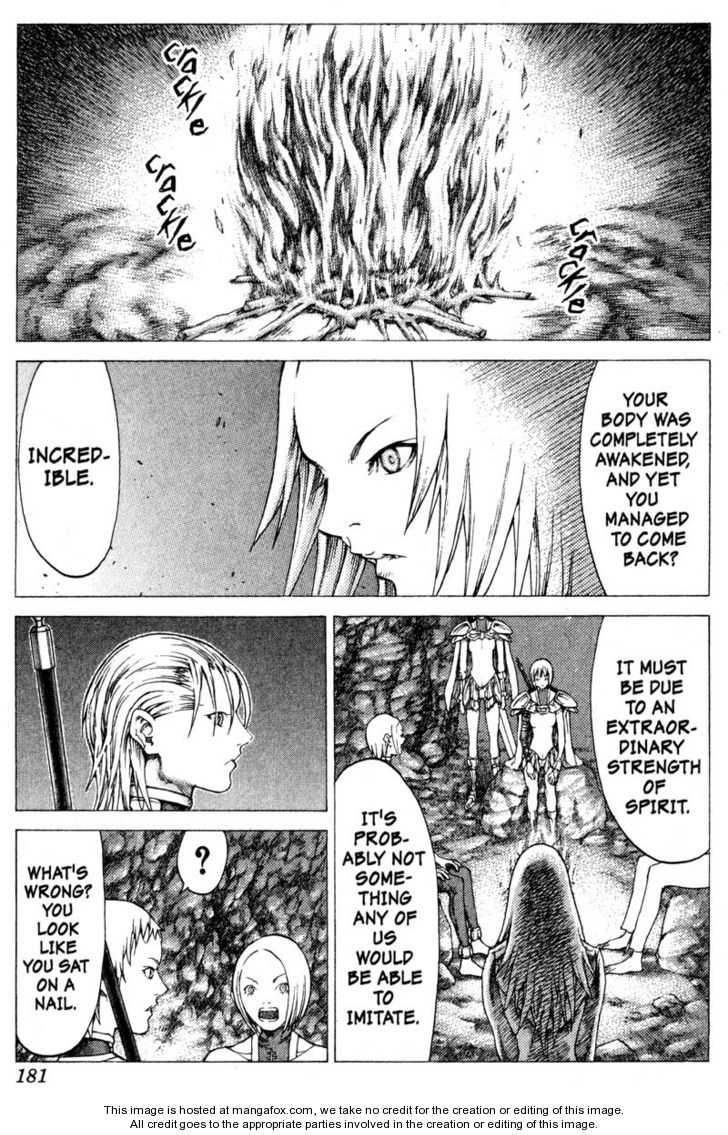 crackle
crackle
crackle
YOUR
BODY WAS
COMPLETELY
AWAKENED,
AND YET
YOU
MANAGED
TO COME
BACK?
INCRED-
IBLE.
IT MUST
BE DUE
TO AN
EXTRAOR-
DINARY
STRENGTH
OF
SPIRIT.
IT'S
PROB-
ABLY NOT
SOME-
THING
ANY OF
US
WOULD
BE ABLE
TO
IMITATE.
?
WHAT'S
WRONG?
YOU
LOOK
LIKE
YOU SAT
ON A
NAIL.
181
This image is hosted at mangafox.com, we take no credit for the creation or editing of this image.
All credit goes to the appropriate parties involved in the creation or editing of this image.